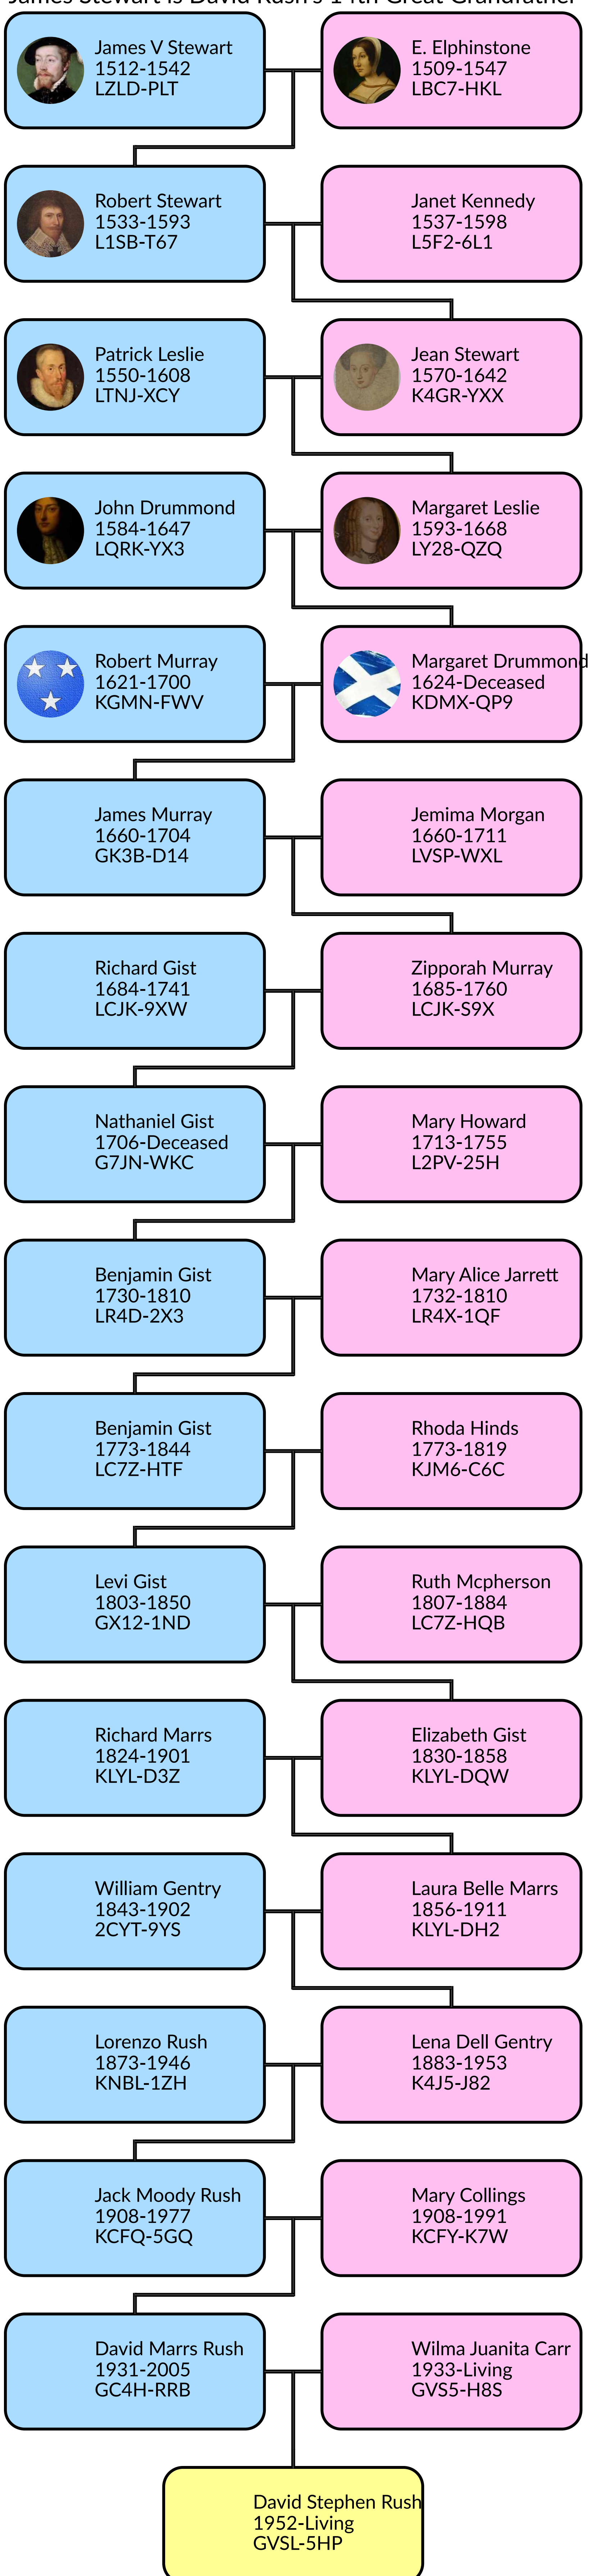 James Stewart is David Rush's 14th Great Grandfather
James V Stewart
1512-1542
LZLD-PLT
E. Elphinstone
1509-1547
LBC7-HKL
Robert Stewart
1533-1593
L1SB-T67
Janet Kennedy
1537-1598
L5F2-6L1
Patrick Leslie
1550-1608
LTNJ-XCY
Jean Stewart
1570-1642
K4GR-YXX
John Drummond
1584-1647
LQRK-YX3
Margaret Leslie
1593-1668
LY28-QZQ
Robert Murray
1621-1700
KGMN-FWV
Margaret Drummond
1624-Deceased
KDMX-QP9
James Murray
1660-1704
GK3B-D14
Jemima Morgan
1660-1711
LVSP-WXL
Richard Gist
1684-1741
LCJK-9XW
Zipporah Murray
1685-1760
LCJK-S9X
Nathaniel Gist
1706-Deceased
G7JN-WKC
Mary Howard
1713-1755
L2PV-25H
Benjamin Gist
1730-1810
LR4D-2X3
Mary Alice Jarrett
1732-1810
LR4X-1QF
Benjamin Gist
1773-1844
LC7Z-HTF
Rhoda Hinds
1773-1819
KJM6-C6C
Levi Gist
1803-1850
GX12-1ND
Ruth Mcpherson
1807-1884
LC7Z-HQB
Richard Marrs
1824-1901
KLYL-D3Z
Elizabeth Gist
1830-1858
KLYL-DQW
William Gentry
1843-1902
2CYT-9YS
Laura Belle Marrs
1856-1911
KLYL-DH2
Lorenzo Rush
1873-1946
KNBL-1ZH
Lena Dell Gentry
1883-1953
K4J5-J82
Jack Moody Rush
1908-1977
KCFQ-5GQ
Mary Collings
1908-1991
KCFY-K7W
David Marrs Rush
1931-2005
GC4H-RRB
Wilma Juanita Carr
1933-Living
GVS5-H8S
David Stephen Rush
1952-Living
GVSL-5HP